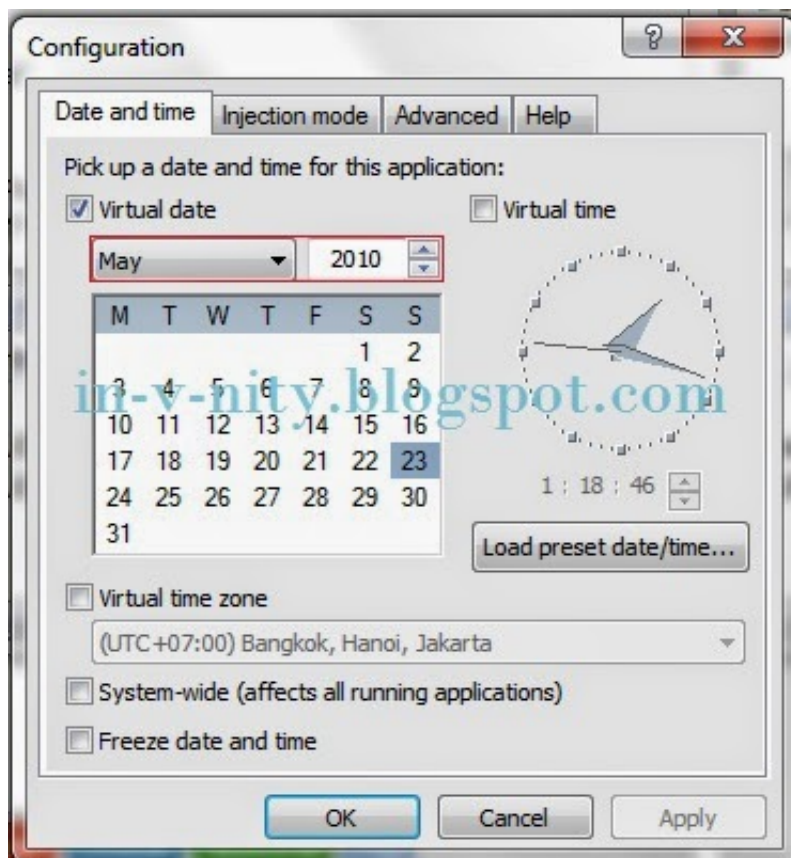 Configuration
Date and time Injection mode Advanced Help
Pick up a date and time for this application:
Virtual date Virtual time
May 2010
M T W T F S S
1 2
3 4 5 6 7 8 9
in-v-nity.blogspot.com
10 11 12 13 14 15 16
17 18 19 20 21 22 23
24 25 26 27 28 29 30
31
1 : 18 : 46
Load preset date/time...
Virtual time zone
(UTC+07:00) Bangkok, Hanoi, Jakarta
System-wide (affects all running applications)
Freeze date and time
OK Cancel Apply